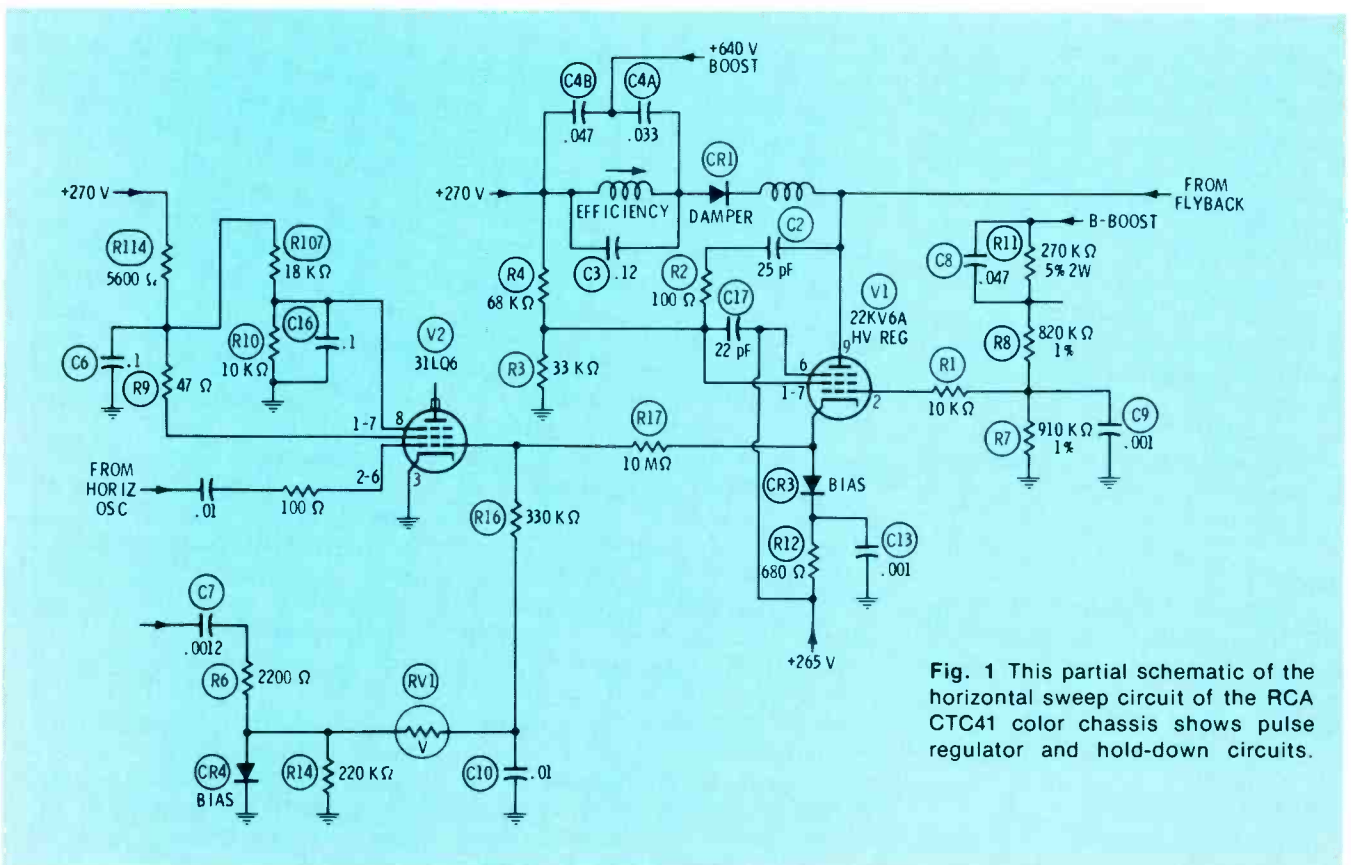 +640 V
BOOST
C4B
C4A
.047
.033
CR1
+270 V
+270 V
EFFICIENCY
DAMPER
FROM
FLYBACK
B-BOOST
R114
5600 Ω
R107
18 KΩ
C3
.12
C2
25 pF
R4
68 KΩ
R2
100 Ω
C17
22 pF
V1
22KV6A
HV REG
C8
.047
R11
270 KΩ
5% 2W
C6
.1
R10
10 KΩ
C16
.1
V2
31LQ6
R3
33 KΩ
R8
820 KΩ
1%
R9
47 Ω
9
6
1-7
2
R1
10 KΩ
C9
.001
R7
910 KΩ
1%
1-7
8
2-6
3
R17
10 MΩ
FROM
HORIZ
OSC
.01
100 Ω
CR3
BIAS
R16
330 KΩ
R12
680 Ω
C13
.001
C7
.0012
R6
2200 Ω
+265 V
RV1
V
CR4
BIAS
R14
220 KΩ
C10
.01
Fig. 1 This partial schematic of the
horizontal sweep circuit of the RCA
CTC41 color chassis shows pulse
regulator and hold-down circuits.